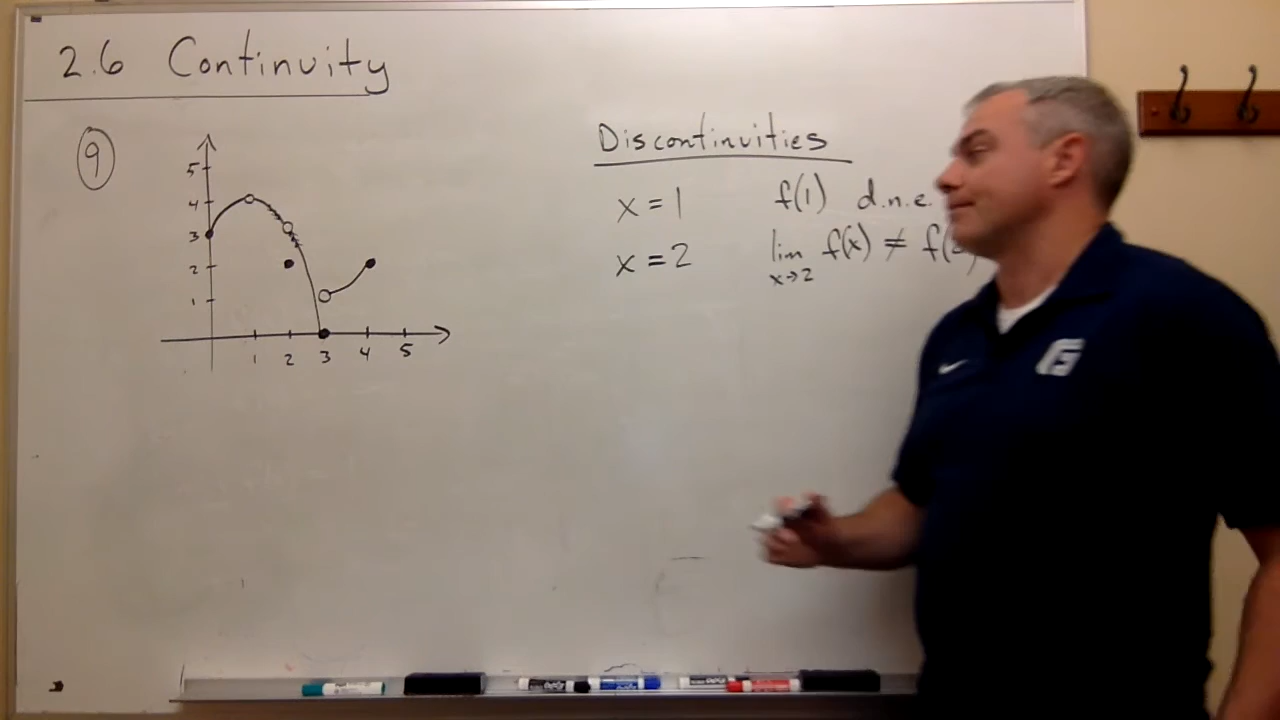 2.6 Continuity
9
5
4
3
2
1
1 2 3 4 5
Discontinuities
x = 1 f(1) d.n.e.
x = 2 lim f(x) ≠ f(2)
x→2
G